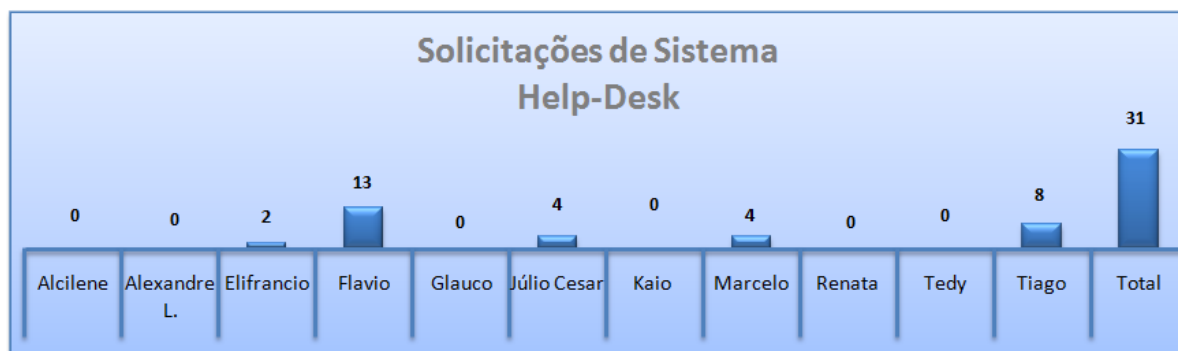 Solicitações de Sistema
Help-Desk
0
0
2
13
0
4
0
4
0
0
8
31
Alcilene
Alexandre
L.
Elifrancio
Flavio
Glauco
Júlio Cesar
Kaio
Marcelo
Renata
Tedy
Tiago
Total